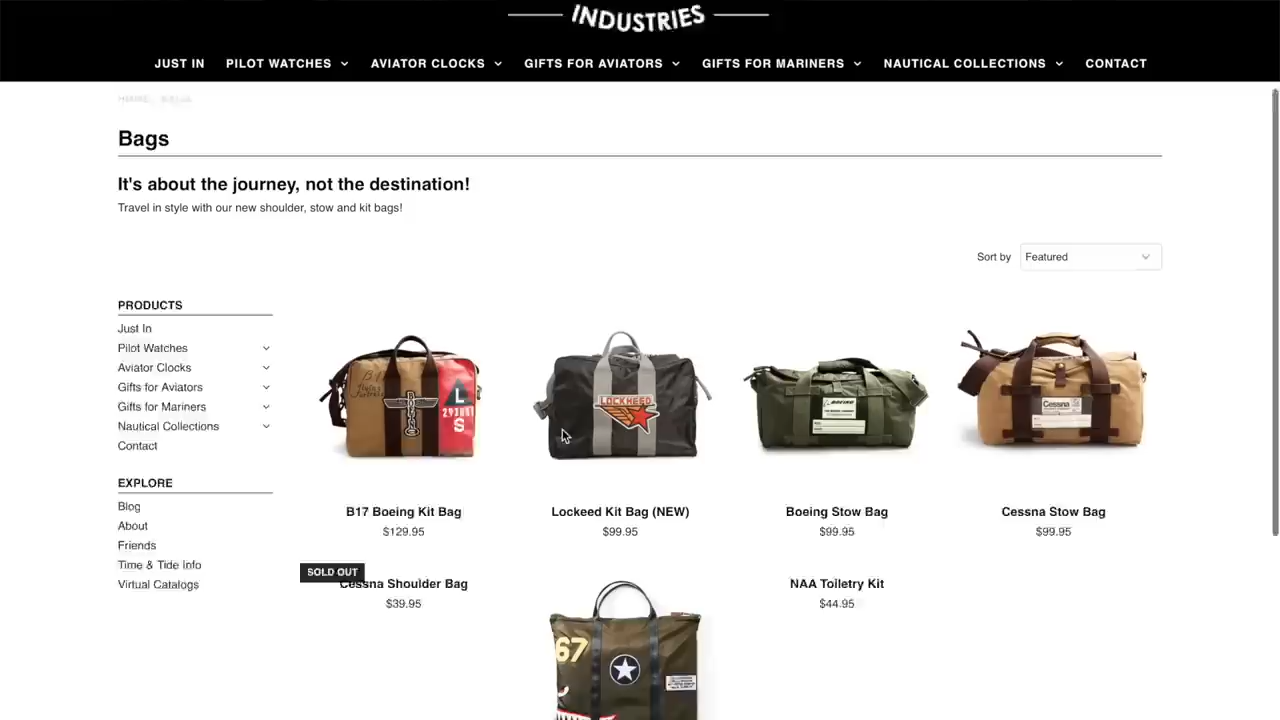 INDUSTRIES
JUST IN PILOT WATCHES AVIATOR CLOCKS GIFTS FOR AVIATORS GIFTS FOR MARINERS NAUTICAL COLLECTIONS CONTACT
Bags
It's about the journey, not the destination!
Travel in style with our new shoulder, stow and kit bags!
Sort by Featured
PRODUCTS
Just In
Pilot Watches
Aviator Clocks
Gifts for Aviators
Gifts for Mariners
Nautical Collections
Contact
EXPLORE
Blog
About
Friends
Time & Tide Info
Virtual Catalogs
B-17
L
S
LOCKHEED
BOEING
Cessna
B17 Boeing Kit Bag
$129.95
Lockeed Kit Bag (NEW)
$99.95
Boeing Stow Bag
$99.95
Cessna Stow Bag
$99.95
SOLD OUT
Cessna Shoulder Bag
$39.95
67
NAA Toiletry Kit
$44.95